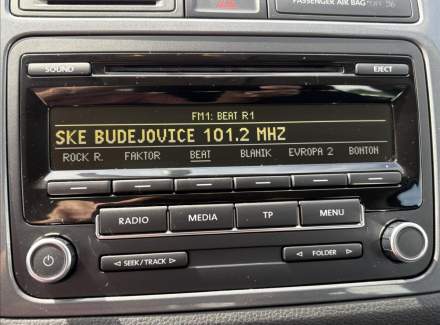 PASSENGER AIR BAG
SOUND
EJECT
FM1: BEAT R1
SKE BUDEJOVICE 101.2 MHZ
ROCK R. FAKTOR BEAT BLANIK EVROPA 2 BONTON
RADIO MEDIA TP MENU
SEEK/TRACK FOLDER